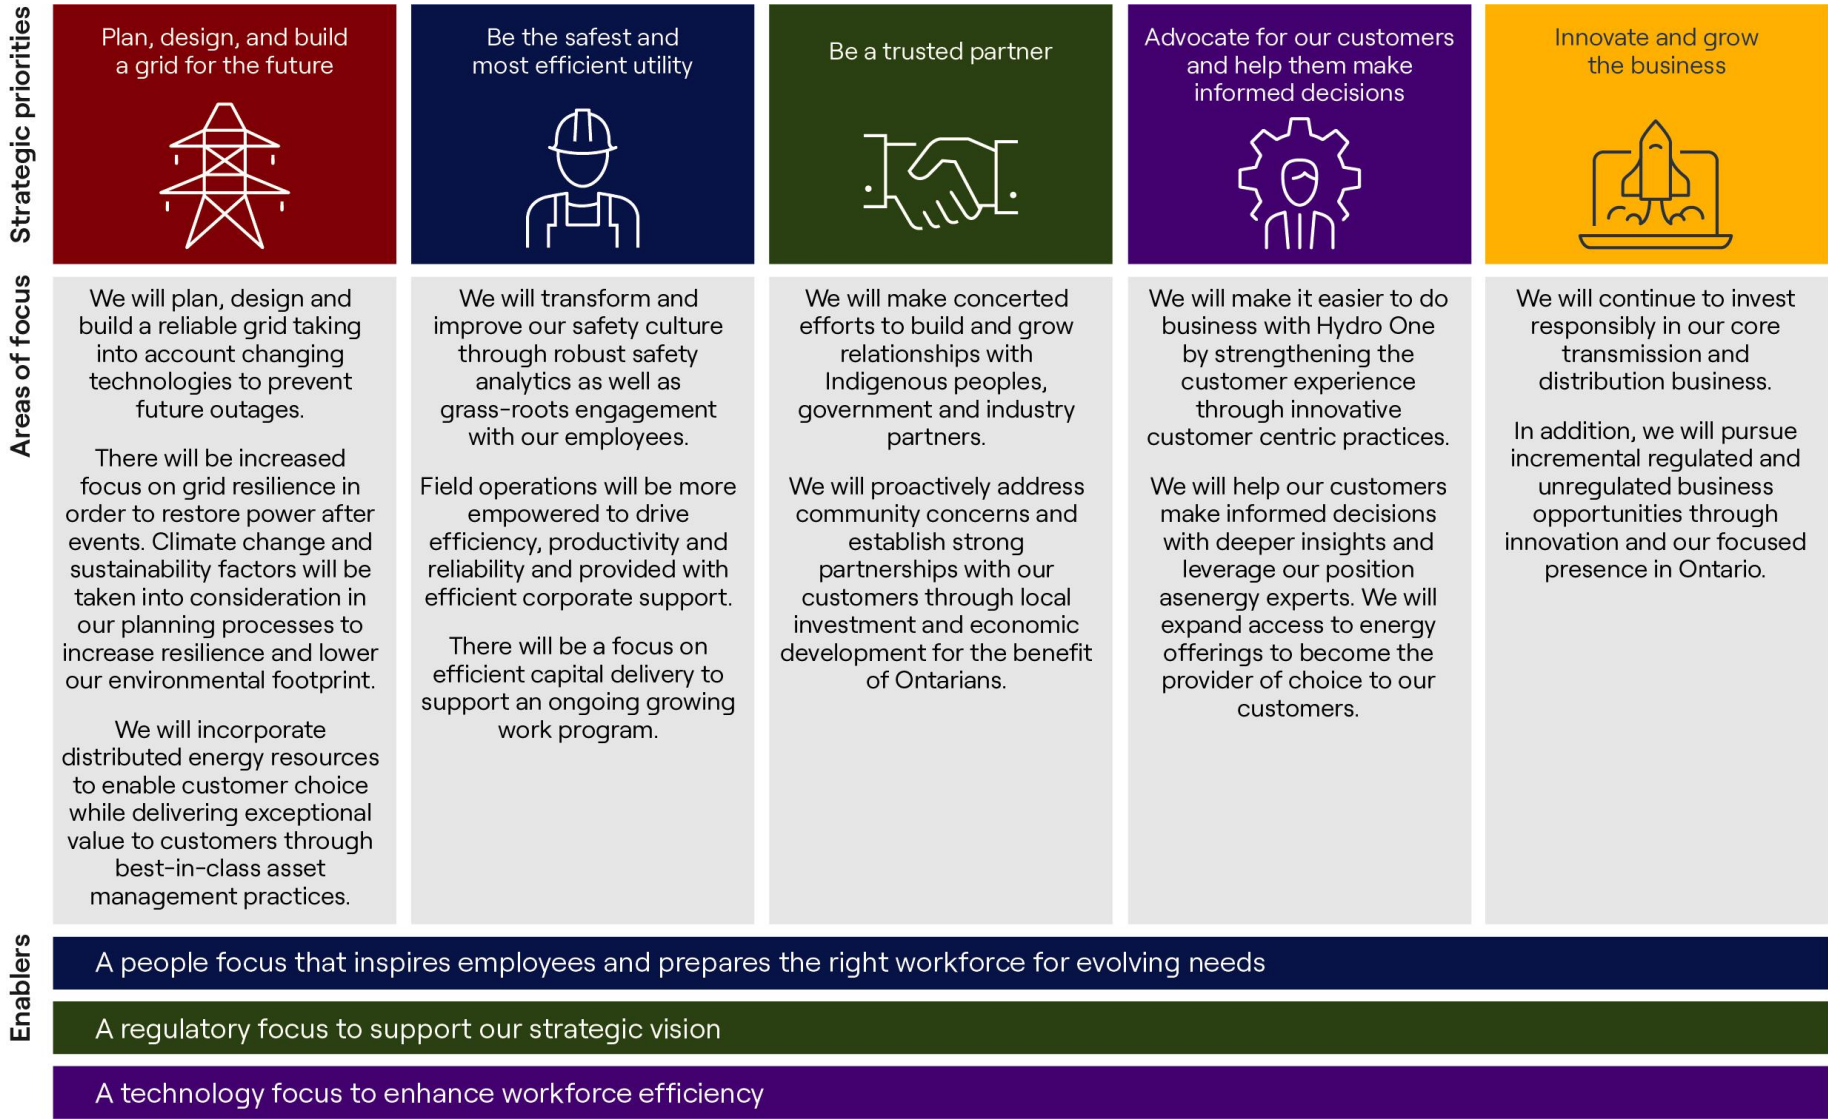 Strategic priorities
Plan, design, and build
a grid for the future
Be the safest and
most efficient utility
Be a trusted partner
Advocate for our customers
and help them make
informed decisions
Innovate and grow
the business
Areas of focus
We will plan, design and
build a reliable grid taking
into account changing
technologies to prevent
future outages.
There will be increased
focus on grid resilience in
order to restore power after
events. Climate change and
sustainability factors will be
taken into consideration in
our planning processes to
increase resilience and lower
our environmental footprint.
We will incorporate
distributed energy resources
to enable customer choice
while delivering exceptional
value to customers through
best-in-class asset
management practices.
We will transform and
improve our safety culture
through robust safety
analytics as well as
grass-roots engagement
with our employees.
Field operations will be more
empowered to drive
efficiency, productivity and
reliability and provided with
efficient corporate support.
There will be a focus on
efficient capital delivery to
support an ongoing growing
work program.
We will make concerted
efforts to build and grow
relationships with
Indigenous peoples,
government and industry
partners.
We will proactively address
community concerns and
establish strong
partnerships with our
customers through local
investment and economic
development for the benefit
of Ontarians.
We will make it easier to do
business with Hydro One
by strengthening the
customer experience
through innovative
customer centric practices.
We will help our customers
make informed decisions
with deeper insights and
leverage our position
asenergy experts. We will
expand access to energy
offerings to become the
provider of choice to our
customers.
We will continue to invest
responsibly in our core
transmission and
distribution business.
In addition, we will pursue
incremental regulated and
unregulated business
opportunities through
innovation and our focused
presence in Ontario.
Enablers
A people focus that inspires employees and prepares the right workforce for evolving needs
A regulatory focus to support our strategic vision
A technology focus to enhance workforce efficiency